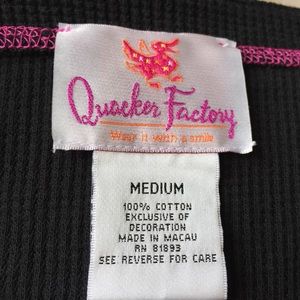 Quacker Factory
Wear it with a smile
MEDIUM
100% COTTON
EXCLUSIVE OF
DECORATION
MADE IN MACAU
RN 81893
SEE REVERSE FOR CARE